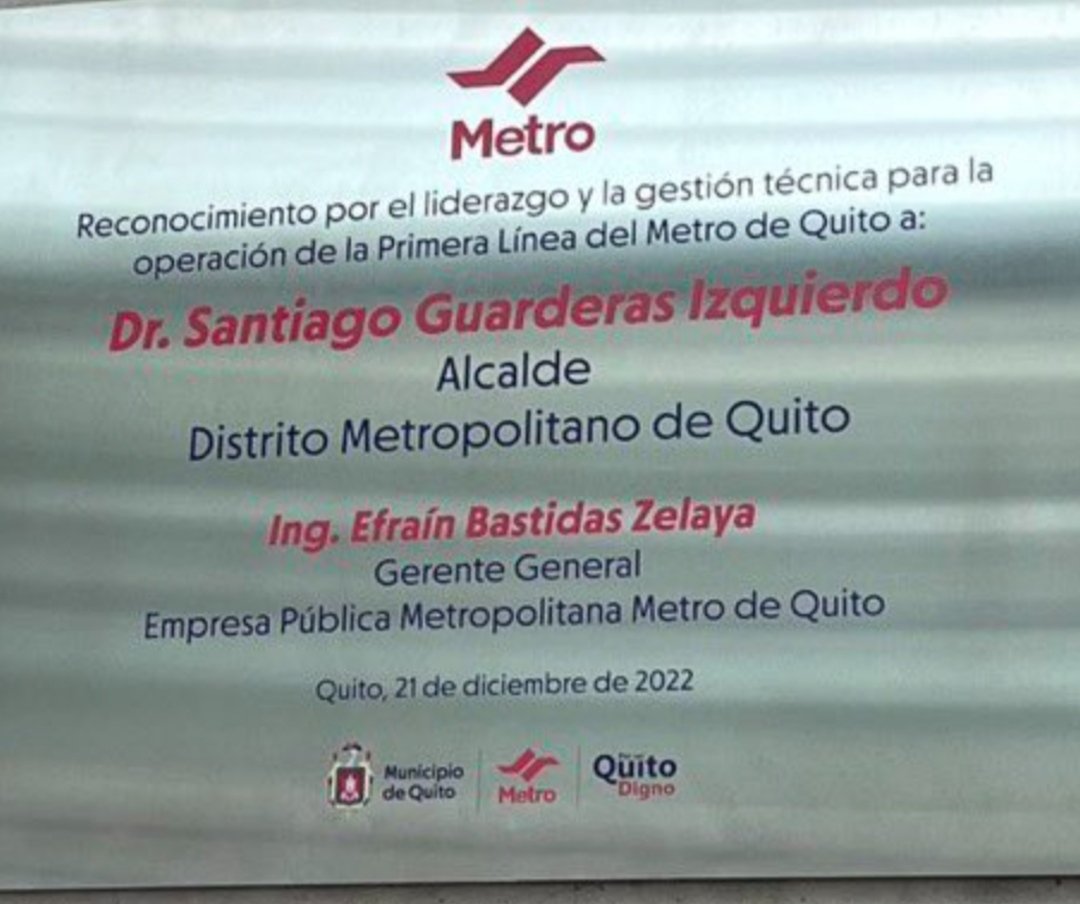 Metro
Reconocimiento por el liderazgo y la gestión técnica para la
operación de la Primera Línea del Metro de Quito a:
Dr. Santiago Guarderas Izquierdo
Alcalde
Distrito Metropolitano de Quito
Ing. Efraín Bastidas Zelaya
Gerente General
Empresa Pública Metropolitana Metro de Quito
Quito, 21 de diciembre de 2022
Municipio
de Quito
Metro
Quito
Digno